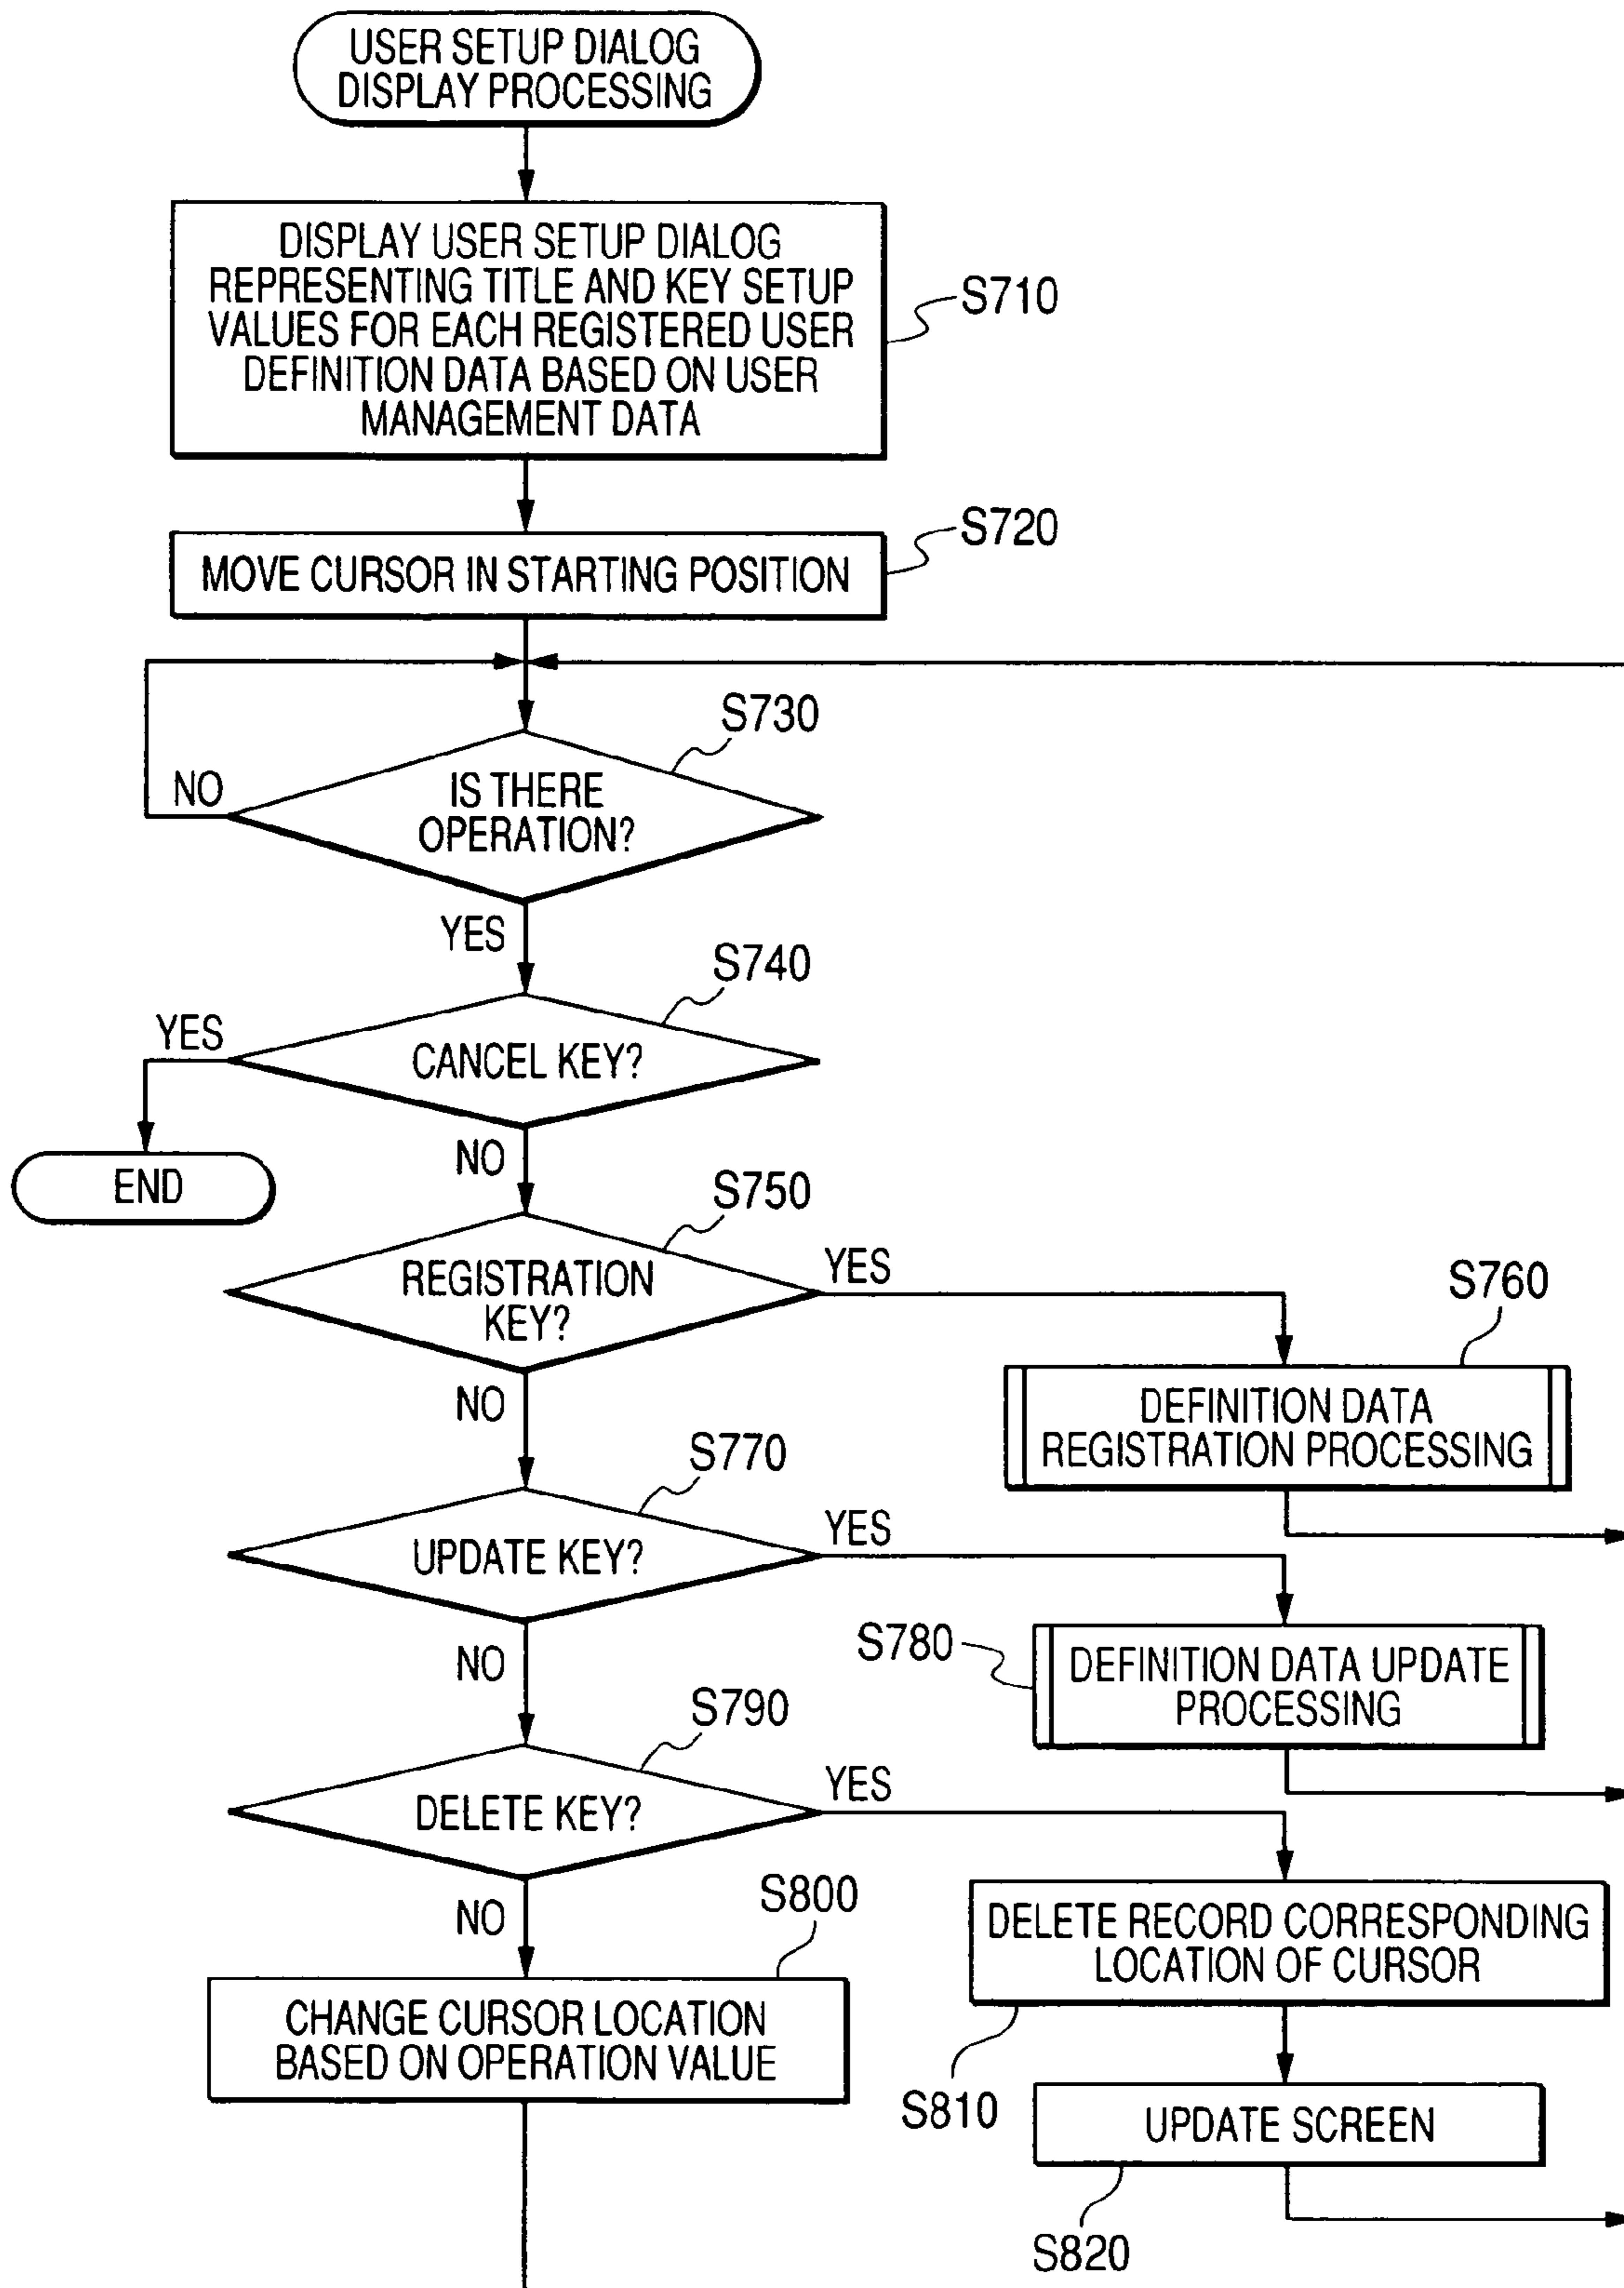 USER SETUP DIALOG
DISPLAY PROCESSING
DISPLAY USER SETUP DIALOG
REPRESENTING TITLE AND KEY SETUP
VALUES FOR EACH REGISTERED USER
DEFINITION DATA BASED ON USER
MANAGEMENT DATA
S710
MOVE CURSOR IN STARTING POSITION
S720
S730
IS THERE
OPERATION?
NO
YES
S740
CANCEL KEY?
YES
END
NO
S750
REGISTRATION
KEY?
YES
S760
DEFINITION DATA
REGISTRATION PROCESSING
NO
S770
UPDATE KEY?
YES
S780
DEFINITION DATA UPDATE
PROCESSING
NO
S790
DELETE KEY?
YES
NO
S800
CHANGE CURSOR LOCATION
BASED ON OPERATION VALUE
DELETE RECORD CORRESPONDING
LOCATION OF CURSOR
S810
UPDATE SCREEN
S820